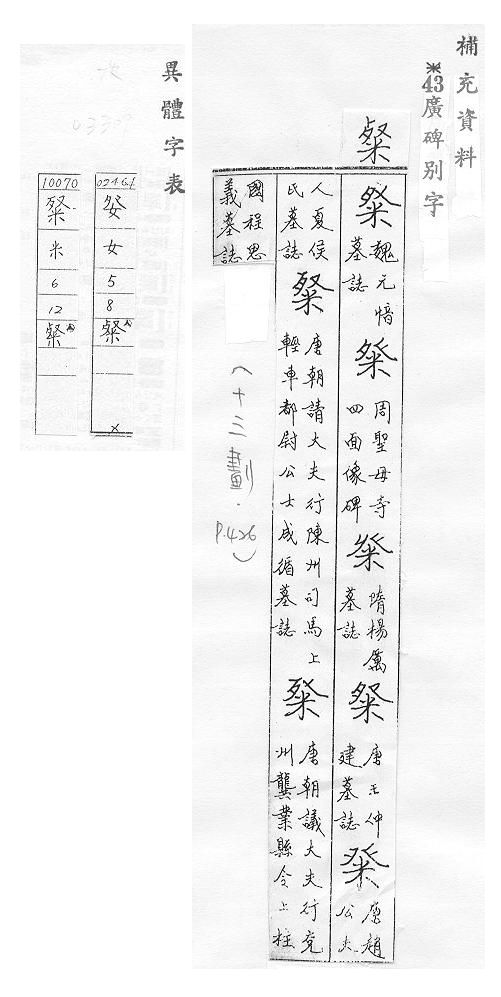 補充資料
※43廣碑別字
粲
粲 魏元愔墓誌 粲 周聖母寺四面像碑 粲 隋楊厲墓誌 粲 唐王仲建墓誌 粲 唐趙公夫
人夏侯氏墓誌 粲 唐朝請大夫行陳州司馬上輕車都尉公士成循墓誌 粲 唐朝議大夫行兗州龔業縣令上柱
國程思義墓誌
(十三劃.P.426)
異體字表
02461
女
5
8
粲
×
10070
粲
米
6
12
粲